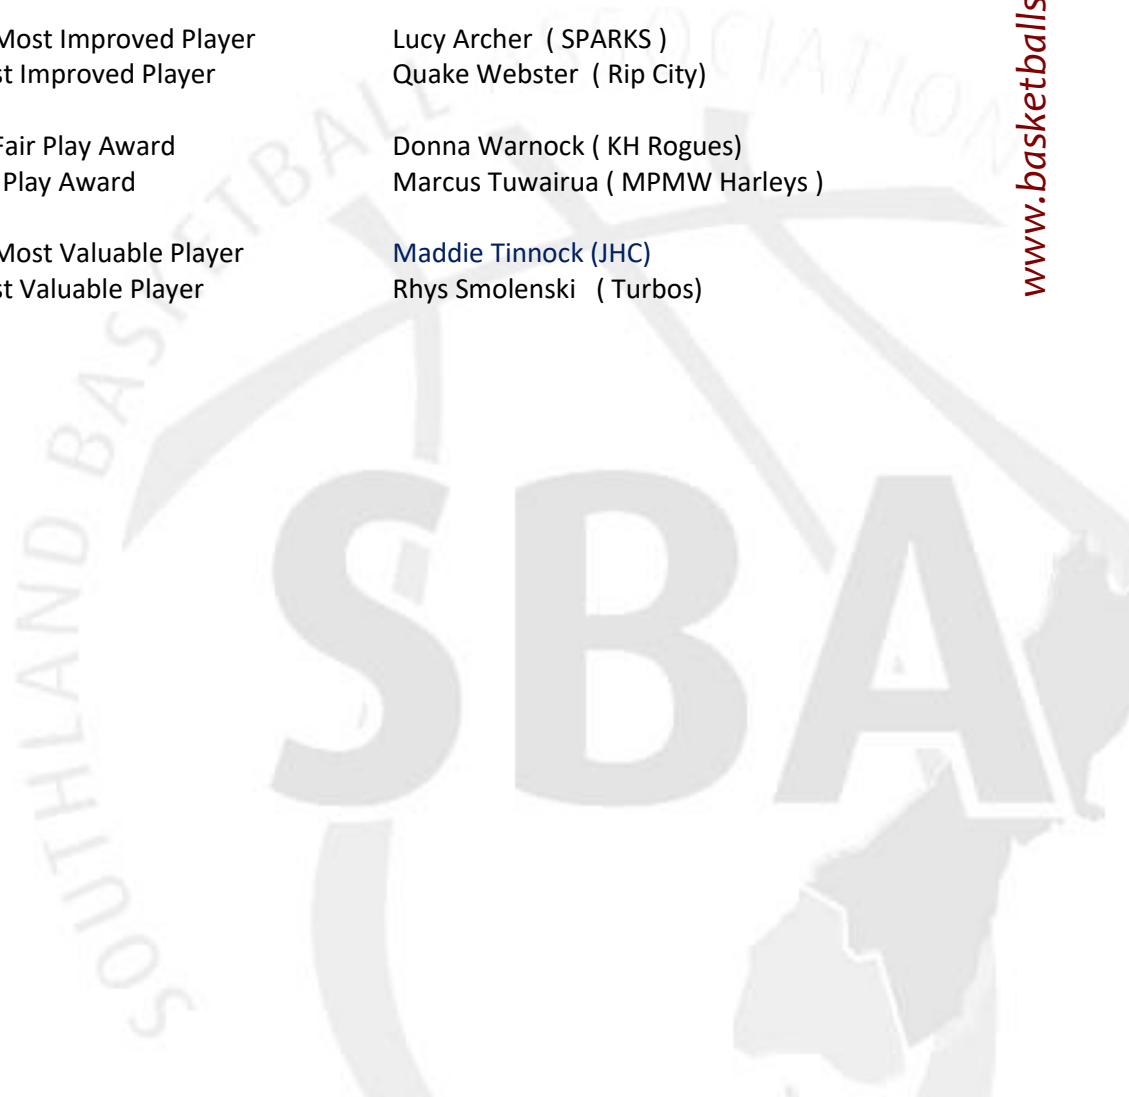 Most Improved Player Lucy Archer ( SPARKS )
st Improved Player Quake Webster ( Rip City)
Fair Play Award Donna Warnock ( KH Rogues)
Play Award Marcus Tuwairua ( MPMW Harleys )
Most Valuable Player Maddie Tinnock (JHC)
st Valuable Player Rhys Smolenski ( Turbos)
www.basketballs
SOUTHLAND BASKETBALL ASSOCIATION
SBA